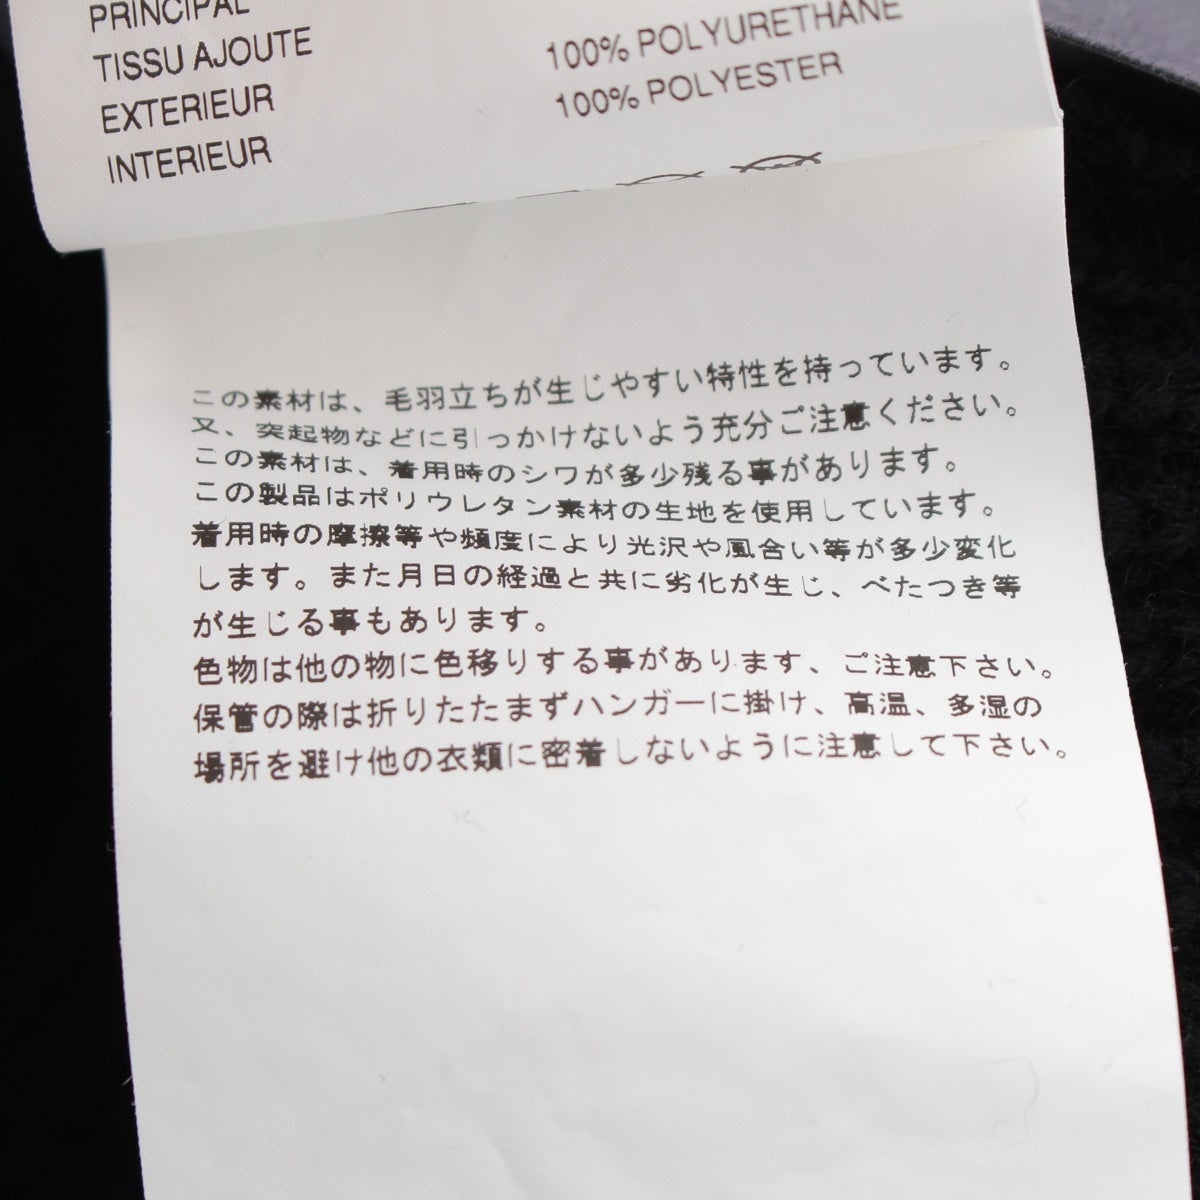 PRINCIPAL
TISSU AJOUTE
EXTERIEUR 100% POLYURETHANE
INTERIEUR 100% POLYESTER
この素材は、毛羽立ちが生じやすい特性を持っています。
又、突起物などに引っかけないよう充分ご注意ください。
この素材は、着用時のシワが多少残る事があります。
この製品はポリウレタン素材の生地を使用しています。
着用時の摩擦等や頻度により光沢や風合い等が多少変化
します。また月日の経過と共に劣化が生じ、べたつき等
が生じる事もあります。
色物は他の物に色移りする事があります、ご注意下さい。
保管の際は折りたたまずハンガーに掛け、高温、多湿の
場所を避け他の衣類に密着しないように注意して下さい。